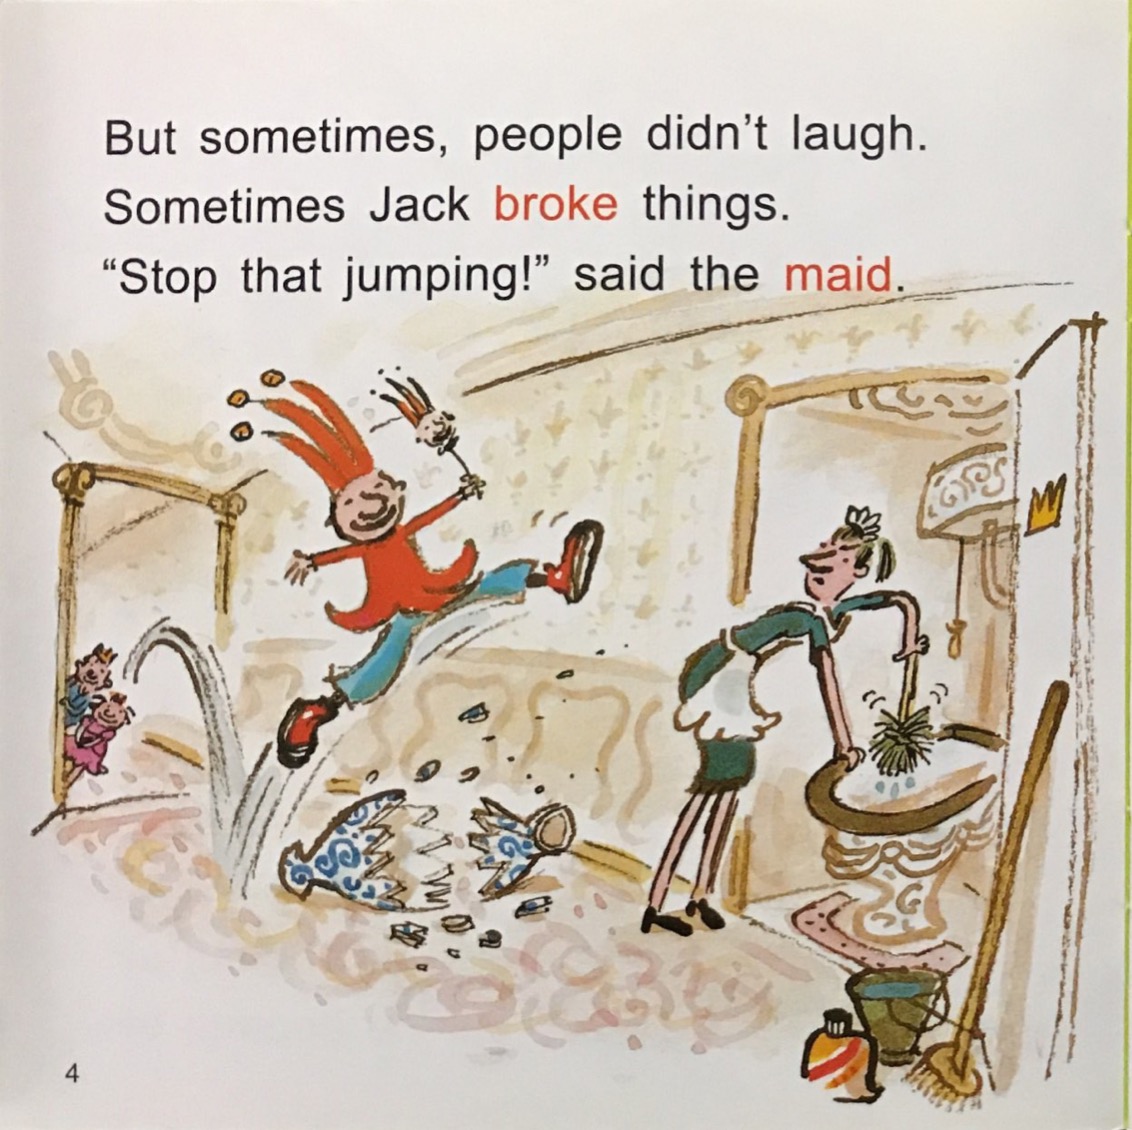 But sometimes, people didn’t laugh.
Sometimes Jack broke things.
“Stop that jumping!” said the maid.
4